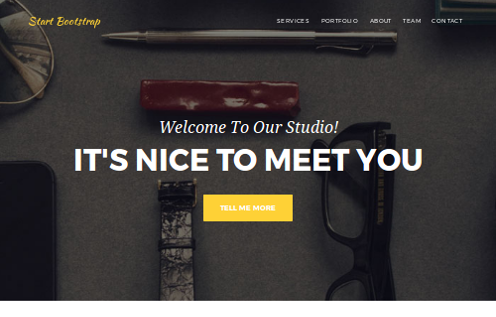 Start Bootstrap
SERVICES PORTFOLIO ABOUT TEAM CONTACT
Welcome To Our Studio!
IT'S NICE TO MEET YOU
TELL ME MORE